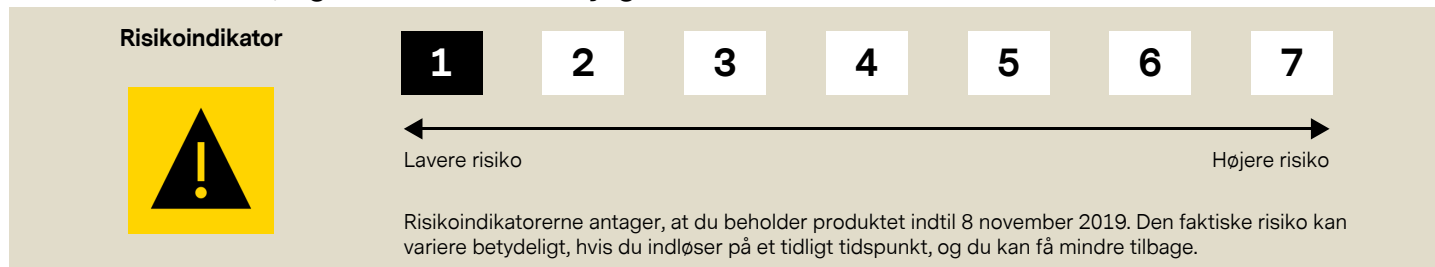 Risikoindikator
1 2 3 4 5 6 7
Lavere risiko Højere risiko
Risikoindikatorerne antager, at du beholder produktet indtil 8 november 2019. Den faktiske risiko kan
variere betydeligt, hvis du indløser på et tidligt tidspunkt, og du kan få mindre tilbage.